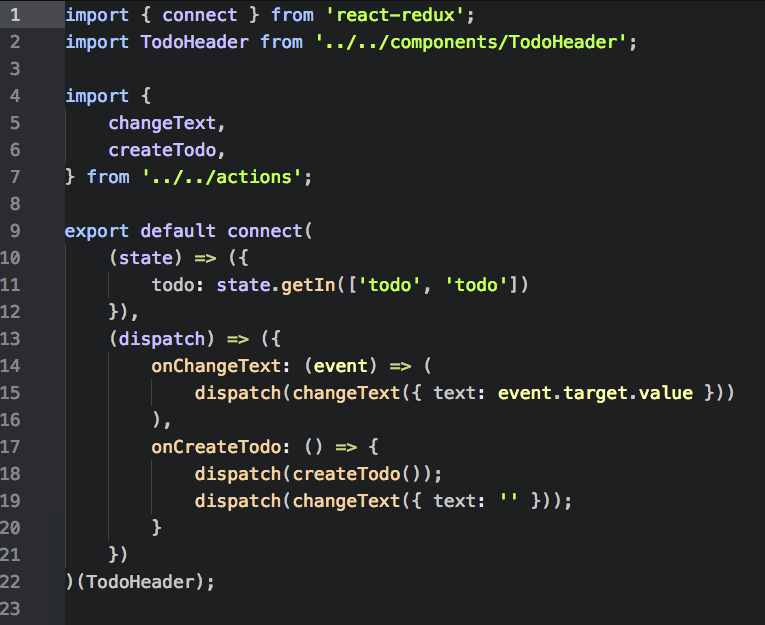 1 import { connect } from 'react-redux';
2 import TodoHeader from '../../components/TodoHeader';
3
4 import {
5     changeText,
6     createTodo,
7 } from '../../actions';
8
9 export default connect(
10     (state) => ({
11         todo: state.getIn(['todo', 'todo'])
12     }),
13     (dispatch) => ({
14         onChangeText: (event) => (
15             dispatch(changeText({ text: event.target.value }))
16         ),
17         onCreateTodo: () => {
18             dispatch(createTodo());
19             dispatch(changeText({ text: '' }));
20         }
21     })
22 )(TodoHeader);
23